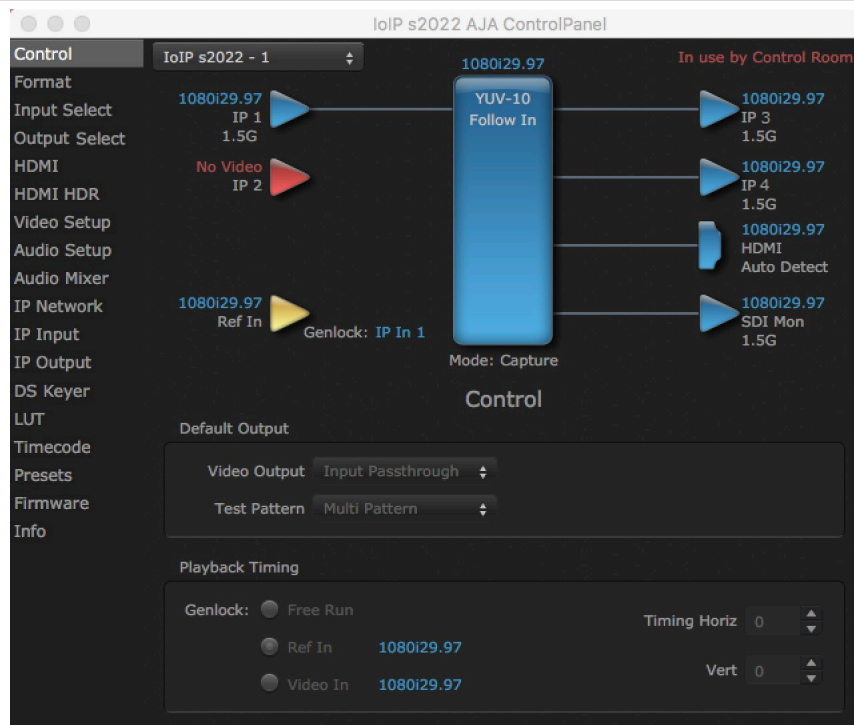 IoIP s2022 AJA ControlPanel
Control
Format
Input Select
Output Select
HDMI
HDMI HDR
Video Setup
Audio Setup
Audio Mixer
IP Network
IP Input
IP Output
DS Keyer
LUT
Timecode
Presets
Firmware
Info
IoIP s2022 - 1
1080i29.97
In use by Control Room
1080i29.97
IP 1
1.5G
No Video
IP 2
1080i29.97
Ref In
Genlock: IP In 1
YUV-10
Follow In
Mode: Capture
1080i29.97
IP 3
1.5G
1080i29.97
IP 4
1.5G
1080i29.97
HDMI
Auto Detect
1080i29.97
SDI Mon
1.5G
Control
Default Output
Video Output Input Passthrough
Test Pattern Multi Pattern
Playback Timing
Genlock: Free Run
Ref In 1080i29.97
Video In 1080i29.97
Timing Horiz 0
Vert 0